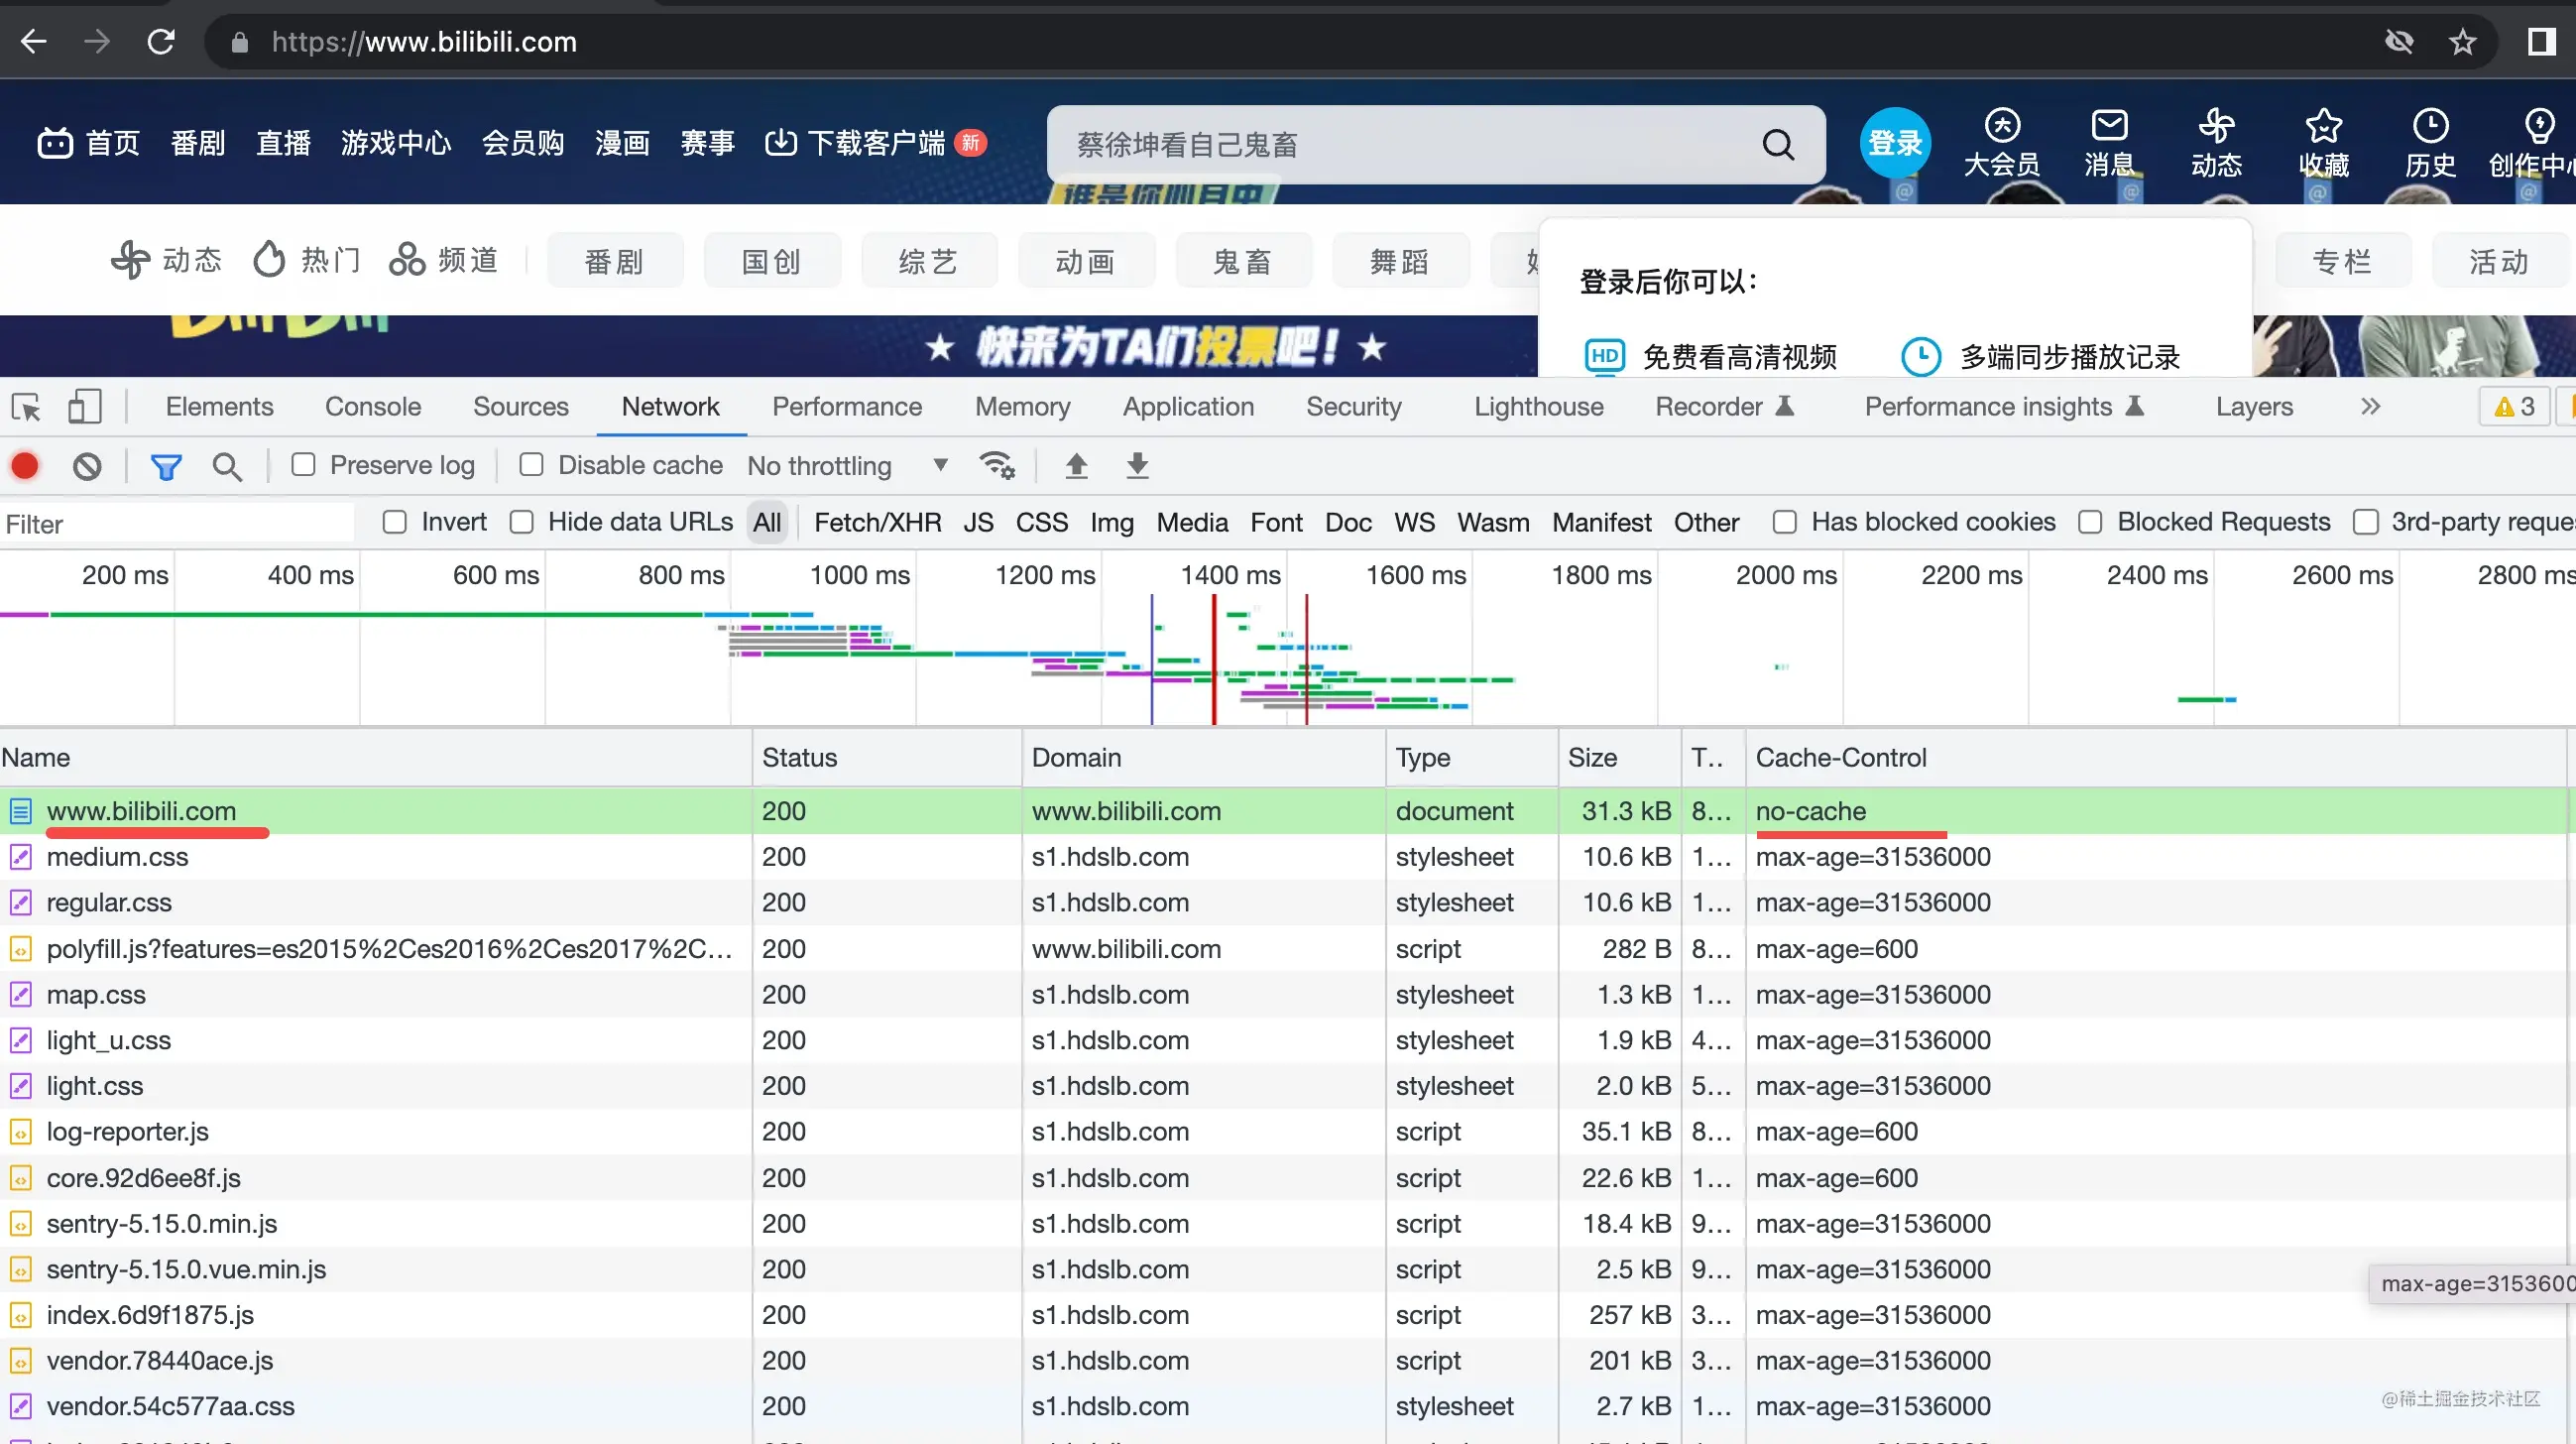 https://www.bilibili.com
首页 番剧 直播 游戏中心 会员购 漫画 赛事 下载客户端 新 蔡徐坤看自己鬼畜 登录 大会员 消息 动态 收藏 历史 创作中心
动态 热门 频道 番剧 国创 综艺 动画 鬼畜 舞蹈 专栏 活动
登录后你可以：
快来为TA们投票吧！
HD 免费看高清视频 多端同步播放记录
Elements Console Sources Network Performance Memory Application Security Lighthouse Recorder Performance insights Layers » 3
Preserve log Disable cache No throttling
Filter Invert Hide data URLs All Fetch/XHR JS CSS Img Media Font Doc WS Wasm Manifest Other Has blocked cookies Blocked Requests 3rd-party reque
200 ms 400 ms 600 ms 800 ms 1000 ms 1200 ms 1400 ms 1600 ms 1800 ms 2000 ms 2200 ms 2400 ms 2600 ms 2800 ms
Name Status Domain Type Size T.. Cache-Control
www.bilibili.com 200 www.bilibili.com document 31.3 kB 8... no-cache
medium.css 200 s1.hdslb.com stylesheet 10.6 kB 1... max-age=31536000
regular.css 200 s1.hdslb.com stylesheet 10.6 kB 1... max-age=31536000
polyfill.js?features=es2015%2Ces2016%2Ces2017%2C... 200 www.bilibili.com script 282 B 8... max-age=600
map.css 200 s1.hdslb.com stylesheet 1.3 kB 1... max-age=31536000
light_u.css 200 s1.hdslb.com stylesheet 1.9 kB 4... max-age=31536000
light.css 200 s1.hdslb.com stylesheet 2.0 kB 5... max-age=31536000
log-reporter.js 200 s1.hdslb.com script 35.1 kB 8... max-age=600
core.92d6ee8f.js 200 s1.hdslb.com script 22.6 kB 1... max-age=600
sentry-5.15.0.min.js 200 s1.hdslb.com script 18.4 kB 9... max-age=31536000
sentry-5.15.0.vue.min.js 200 s1.hdslb.com script 2.5 kB 9... max-age=31536000
max-age=3153600
index.6d9f1875.js 200 s1.hdslb.com script 257 kB 3... max-age=31536000
vendor.78440ace.js 200 s1.hdslb.com script 201 kB 3... max-age=31536000
vendor.54c577aa.css 200 s1.hdslb.com stylesheet 2.7 kB 1... max-age=31536000
@稀土掘金技术社区